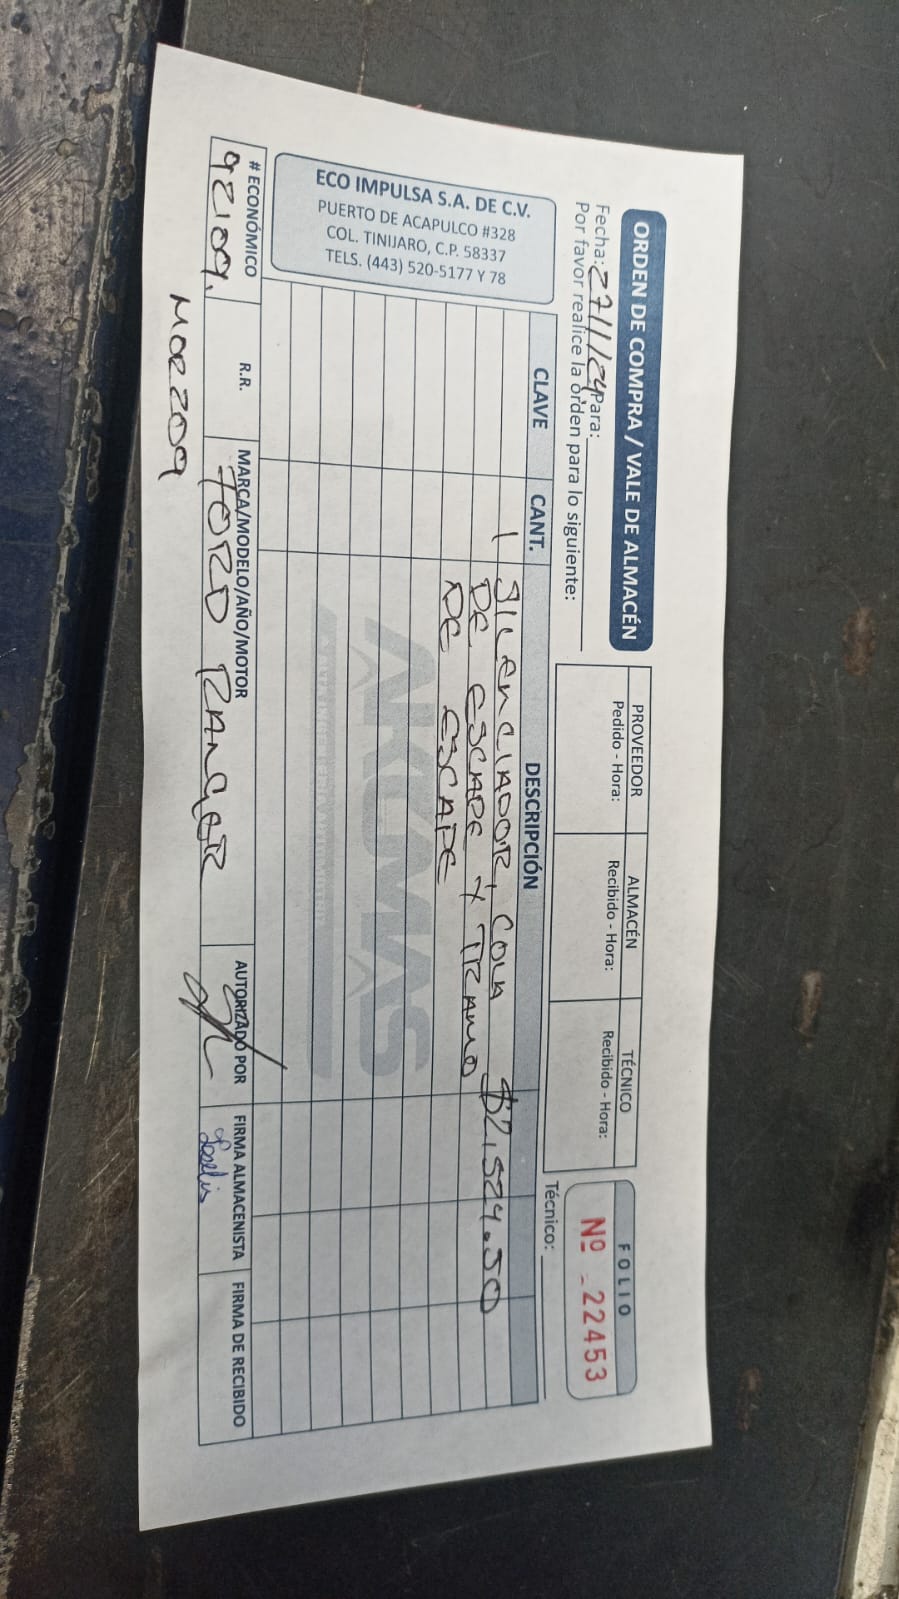 ORDEN DE COMPRA / VALE DE ALMACÉN
Fecha: 27/11/24 Para:
Por favor realice la orden para lo siguiente:
PROVEEDOR
Pedido - Hora:
ALMACÉN
Recibido - Hora:
TÉCNICO
Recibido - Hora:
FOLIO
Nº 22453
Técnico:
ECO IMPULSA S.A. DE C.V.
PUERTO DE ACAPULCO #328
COL. TINIJARO, C.P. 58337
TELS. (443) 520-5177 Y 78
CLAVE CANT. DESCRIPCIÓN
1 SILENCIADOR, COLA $2,524.50
DE ESCAPE Y TRAMO
DE ESCAPE
AKUMAS
# ECONÓMICO R.R. MARCA/MODELO/AÑO/MOTOR AUTORIZADO POR FIRMA ALMACENISTA FIRMA DE RECIBIDO
92109. FORD RANGER
MOR209